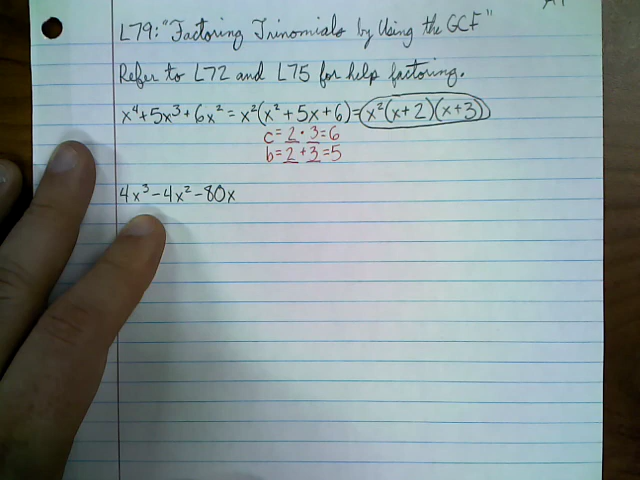 L79: "Factoring Trinomials by Using the GCF"
Refer to L72 and L75 for help factoring.
x⁴+5x³+6x²=x²(x²+5x+6)=x²(x+2)(x+3)
c=2·3=6
b=2+3=5
4x³-4x²-80x